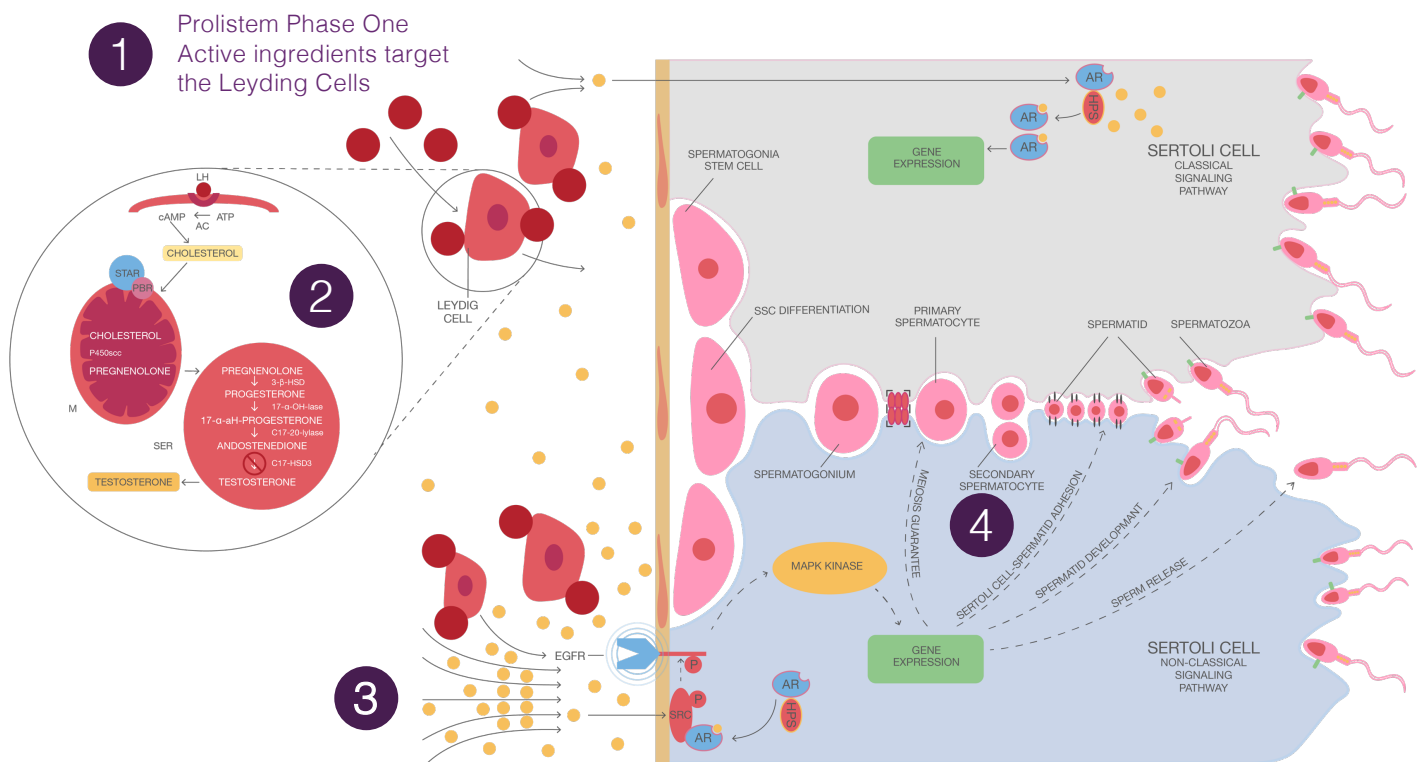 1
Prolistem Phase One
Active ingredients target
the Leyding Cells
LH
cAMP
ATP
AC
CHOLESTEROL
STAR
PBR
2
CHOLESTEROL
P450scc
PREGNENOLONE
M
PREGNENOLONE
3-β-HSD
PROGESTERONE
17-α-OH-lase
17-α-aH-PROGESTERONE
C17-20-lylase
ANDOSTENEDIONE
C17-HSD3
TESTOSTERONE
SER
TESTOSTERONE
LEYDIG
CELL
AR
HPS
AR
AR
GENE
EXPRESSION
SERTOLI CELL
CLASSICAL
SIGNALING
PATHWAY
SPERMATOGONIA
STEM CELL
SSC DIFFERENTIATION
PRIMARY
SPERMATOCYTE
SPERMATID
SPERMATOZOA
SPERMATOGONIUM
SECONDARY
SPERMATOCYTE
4
MEIOSIS GUARANTEE
SERTOLI CELL-SPERMATID ADHESION
SPERMATID DEVELOPMANT
SPERM RELEASE
MAPK KINASE
GENE
EXPRESSION
3
EGFR
P
P
SRC
AR
AR
HPS
SERTOLI CELL
NON-CLASSICAL
SIGNALING
PATHWAY